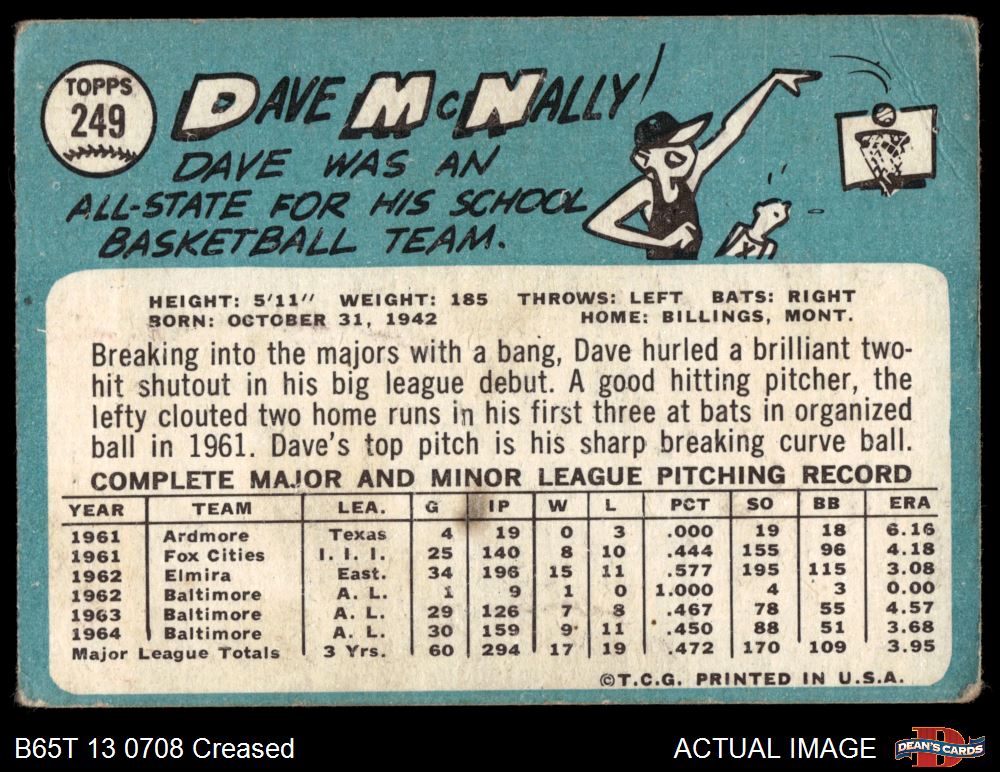 TOPPS
249
DAVE McNALLY
DAVE WAS AN
ALL-STATE FOR HIS SCHOOL
BASKETBALL TEAM.
HEIGHT: 5'11" WEIGHT: 185 THROWS: LEFT BATS: RIGHT
BORN: OCTOBER 31, 1942 HOME: BILLINGS, MONT.
Breaking into the majors with a bang, Dave hurled a brilliant two-
hit shutout in his big league debut. A good hitting pitcher, the
lefty clouted two home runs in his first three at bats in organized
ball in 1961. Dave's top pitch is his sharp breaking curve ball.
COMPLETE MAJOR AND MINOR LEAGUE PITCHING RECORD
YEAR TEAM LEA. G IP W L PCT SO BB ERA
1961 Ardmore Texas 4 19 0 3 .000 19 18 6.16
1961 Fox Cities I. I. I. 25 140 8 10 .444 155 96 4.18
1962 Elmira East. 34 196 15 11 .577 195 115 3.08
1962 Baltimore A. L. 1 9 1 0 1.000 4 3 0.00
1963 Baltimore A. L. 29 126 7 8 .467 78 55 4.57
1964 Baltimore A. L. 30 159 9 11 .450 88 51 3.68
Major League Totals 3 Yrs. 60 294 17 19 .472 170 109 3.95
©T.C.G. PRINTED IN U.S.A.
B65T 13 0708 Creased
ACTUAL IMAGE
DEAN'S CARDS